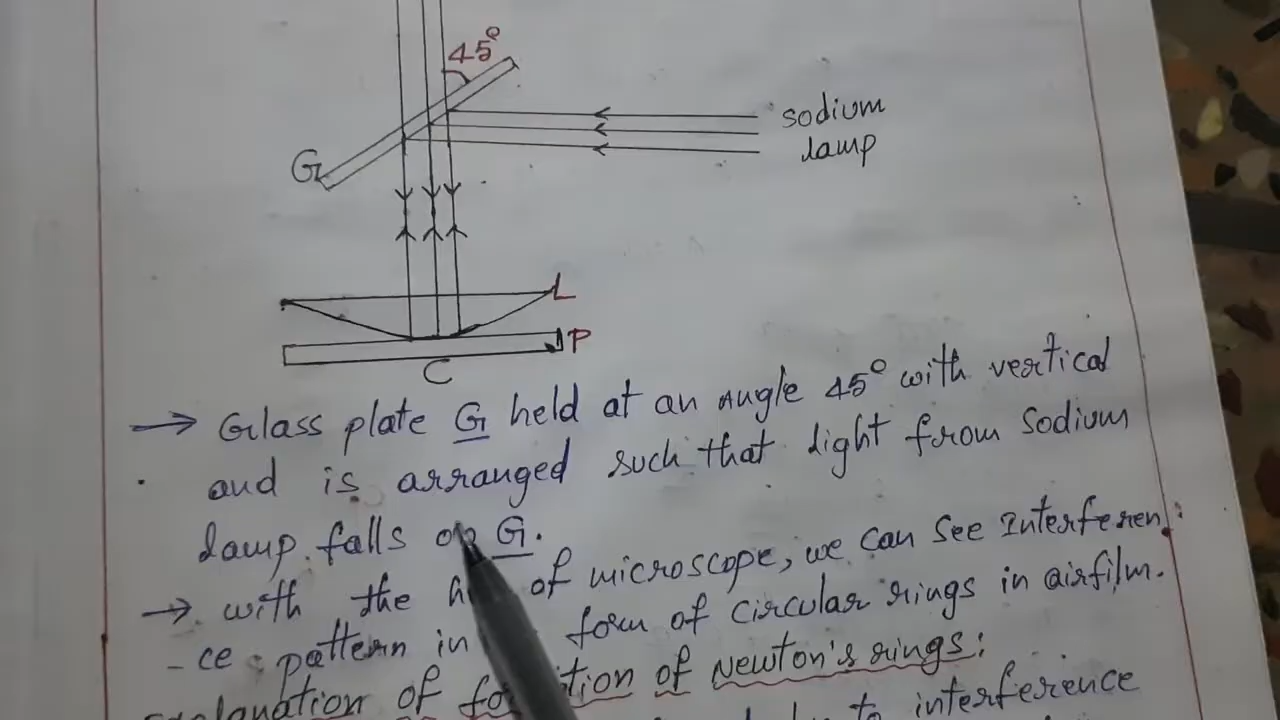 45°
sodium
lamp
G
L
P
C
→ Glass plate G held at an Angle 45° with vertical
and is arranged such that light from Sodium
lamp falls on G.
→ with the of microscope, we can See Interferen
-ce pattern in form of circular rings in airfilm.
of of Newton's rings:
to interference